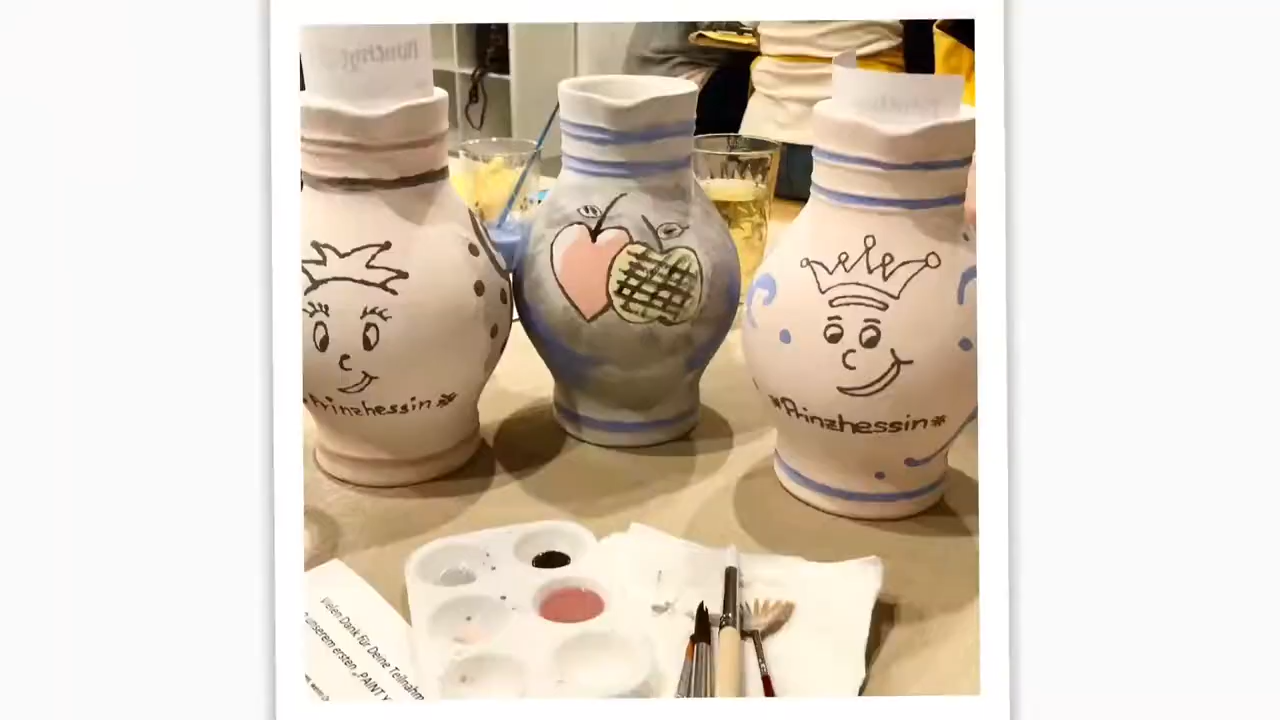 *Prinzhessin*
*Prinzhessin*
Vielen Dank für Deine Teilnahm
unserem ersten „PAINT Y